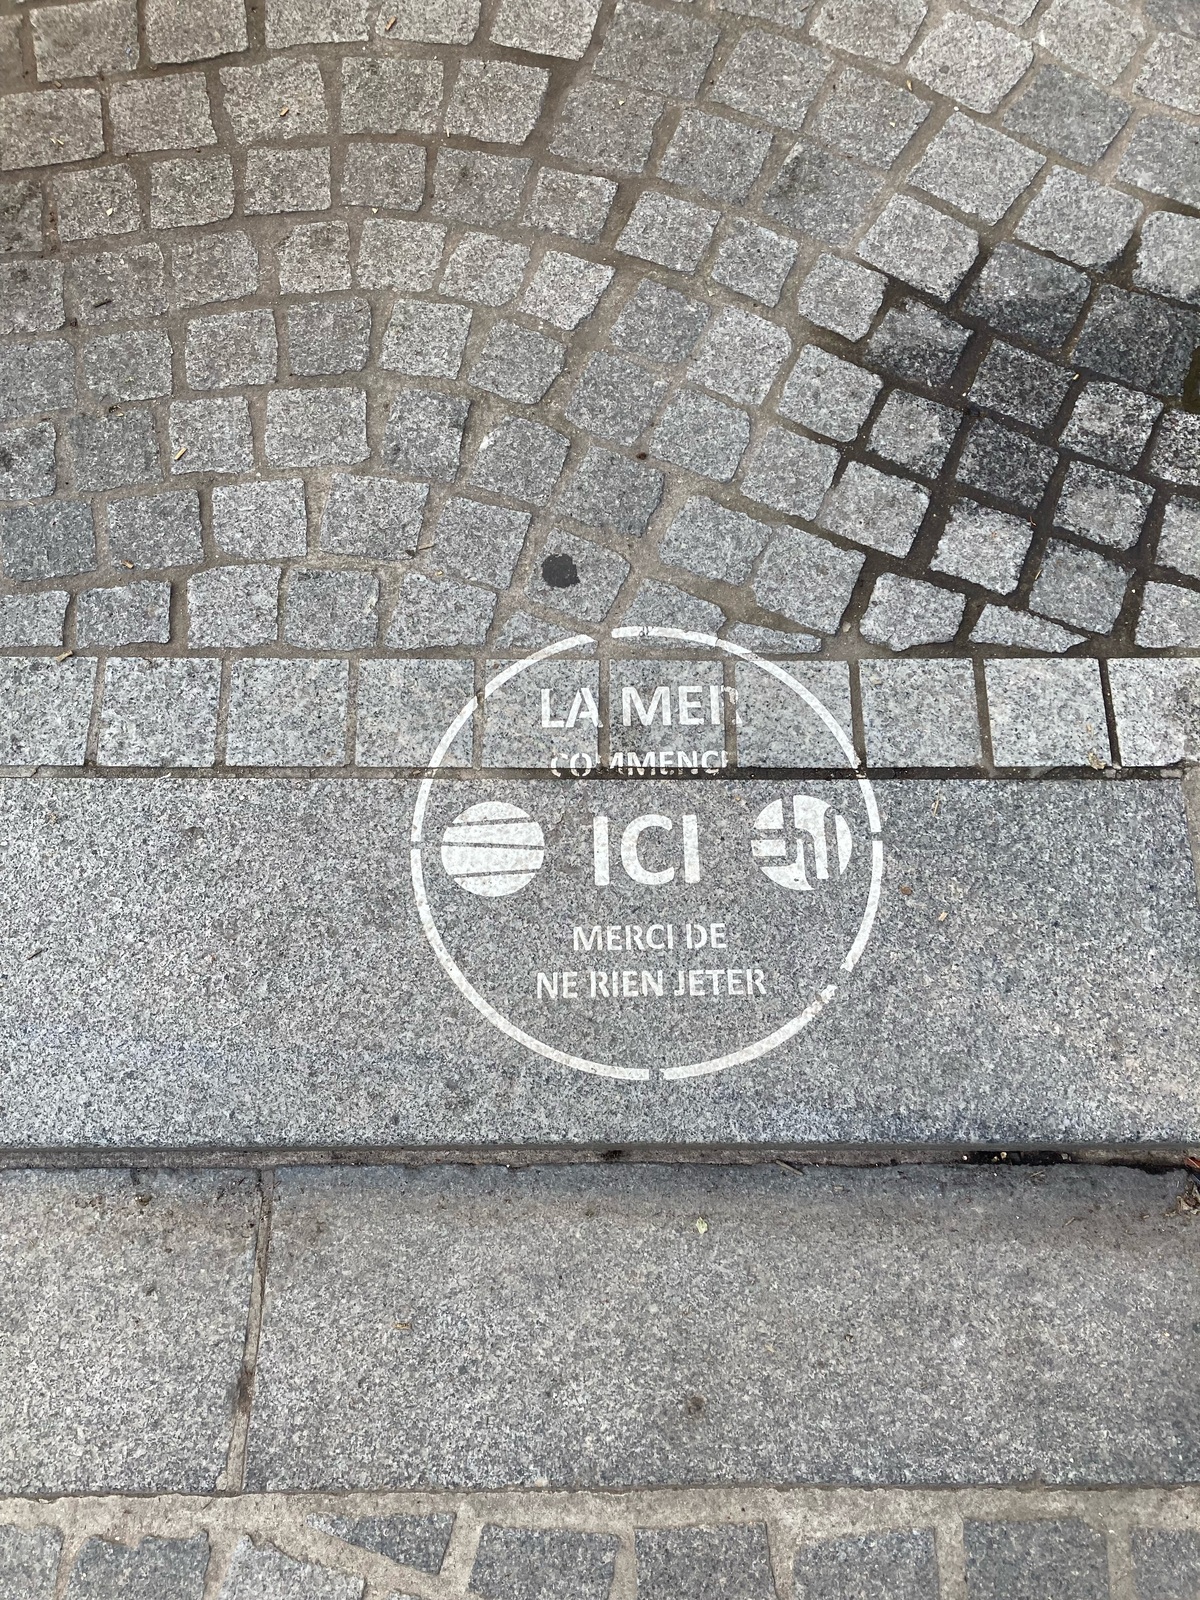 LA MER
COMMENCE
ICI
MERCI DE
NE RIEN JETER